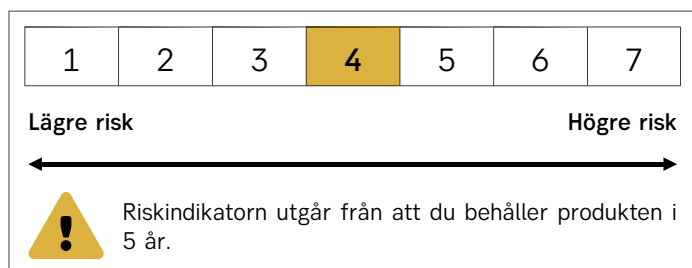 1 2 3 4 5 6 7
Lägre risk Högre risk
Riskindikatorn utgår från att du behåller produkten i
5 år.